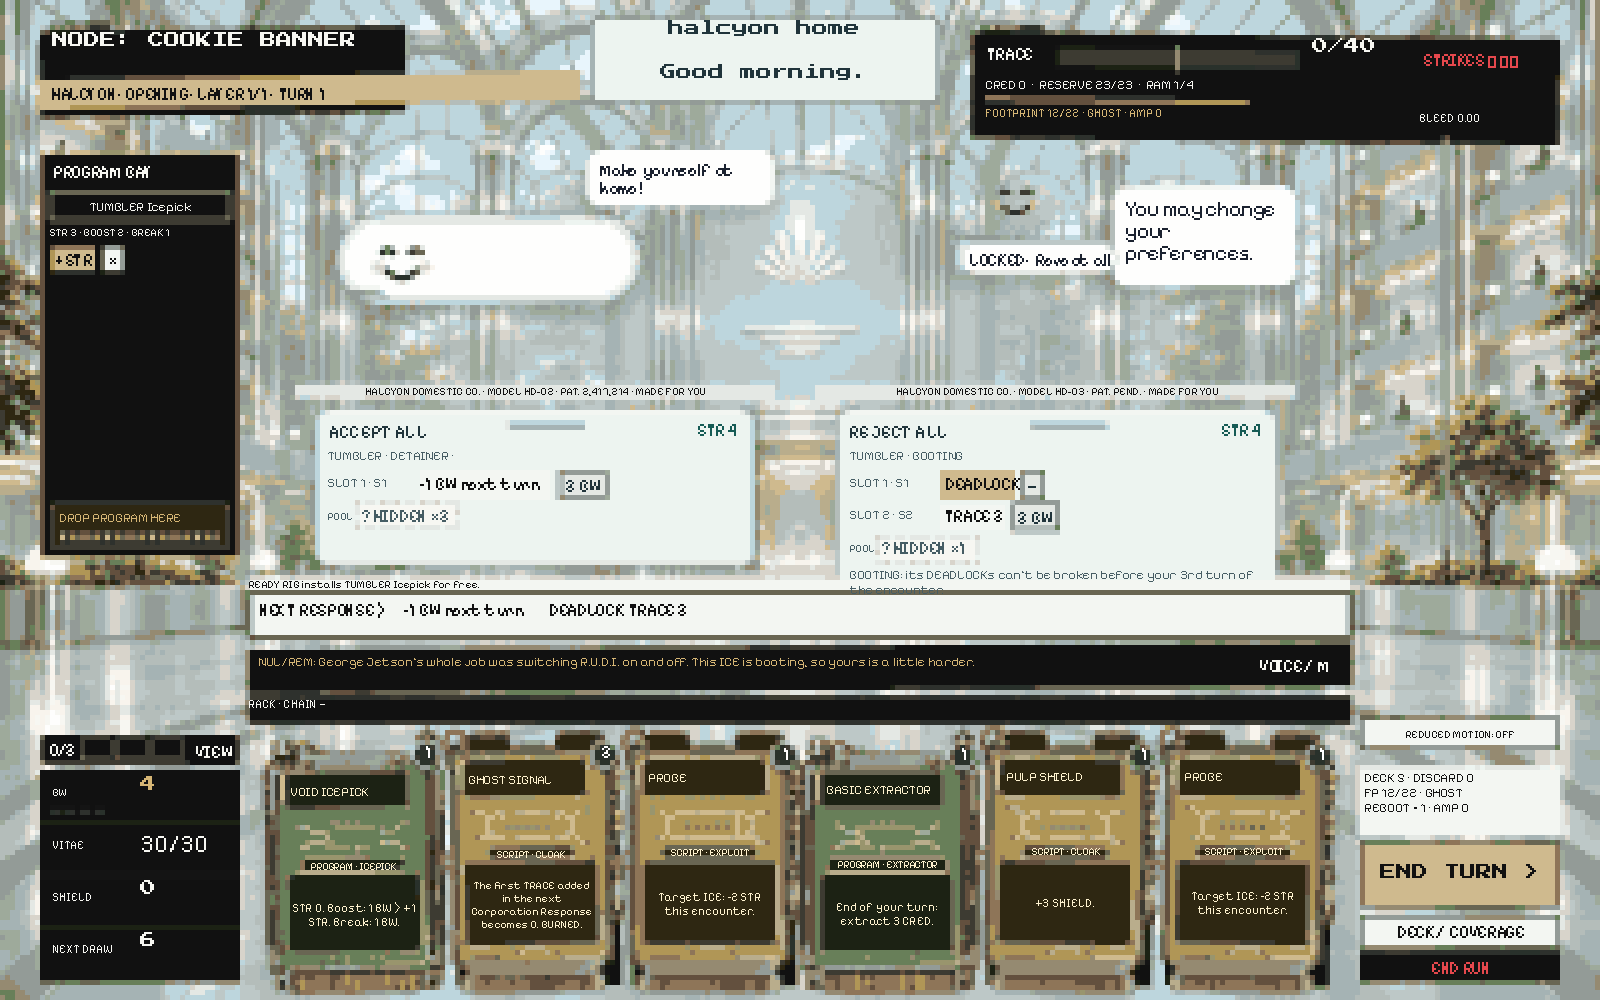 NODE: COOKIE BANNER
HALCYON · OPENING · LAYER 1/1 · TURN 1
halcyon home
Good morning.
TRACE
0/40
STRIKES
CRED 0 · RESERVE 23/23 · RAM 1/4
FOOTPRINT 12/22 · GHOST · AMP 0
BLEED 0.00
PROGRAM BAY
TUMBLER Icepick
STR 3 · BOOST 2 · BREAK 1
+STR
×
DROP PROGRAM HERE
Make yourself at
home!
You may change
your
preferences.
LOCKED · Reject all
HALCYON DOMESTIC CO. · MODEL HD-02 · PAT. 2,417,214 · MADE FOR YOU
HALCYON DOMESTIC CO. · MODEL HD-03 · PAT. PEND. · MADE FOR YOU
ACCEPT ALL
STR 4
TUMBLER · DETAINER ·
SLOT 1 · S1
-1 BW next turn
3 BW
POOL
? HIDDEN ×3
REJECT ALL
STR 4
TUMBLER · BOOTING
SLOT 1 · S1
DEADLOCK
–
SLOT 2 · S2
TRACE 3
3 BW
POOL
? HIDDEN ×1
BOOTING: its DEADLOCKs can't be broken before your 3rd turn of
the encounter.
READY RIG installs TUMBLER Icepick for free.
NEXT RESPONSE > -1 BW next turn DEADLOCK TRACE 3
NUL/REM: George Jetson's whole job was switching R.U.D.I. on and off. This ICE is booting, so yours is a little harder.
VOICE / M
RACK · CHAIN –
0/3
VIEW
BW
4
VITAE
30/30
SHIELD
0
NEXT DRAW
6
1
VOID ICEPICK
PROGRAM · ICEPICK
STR 0. Boost: 1 BW > +1
STR. Break: 1 BW.
3
GHOST SIGNAL
SCRIPT · CLOAK
The first TRACE added
in the next
Corporation Response
becomes 0. BURNED.
1
PROBE
SCRIPT · EXPLOIT
Target ICE: -2 STR
this encounter.
1
BASIC EXTRACTOR
PROGRAM · EXTRACTOR
End of your turn:
extract 3 CRED.
1
PULP SHIELD
SCRIPT · CLOAK
+3 SHIELD.
1
PROBE
SCRIPT · EXPLOIT
Target ICE: -2 STR
this encounter.
REDUCED MOTION: OFF
DECK 5 · DISCARD 0
FP 12/22 · GHOST
REBOOT • 1 · AMP 0
END TURN >
DECK / COVERAGE
END RUN